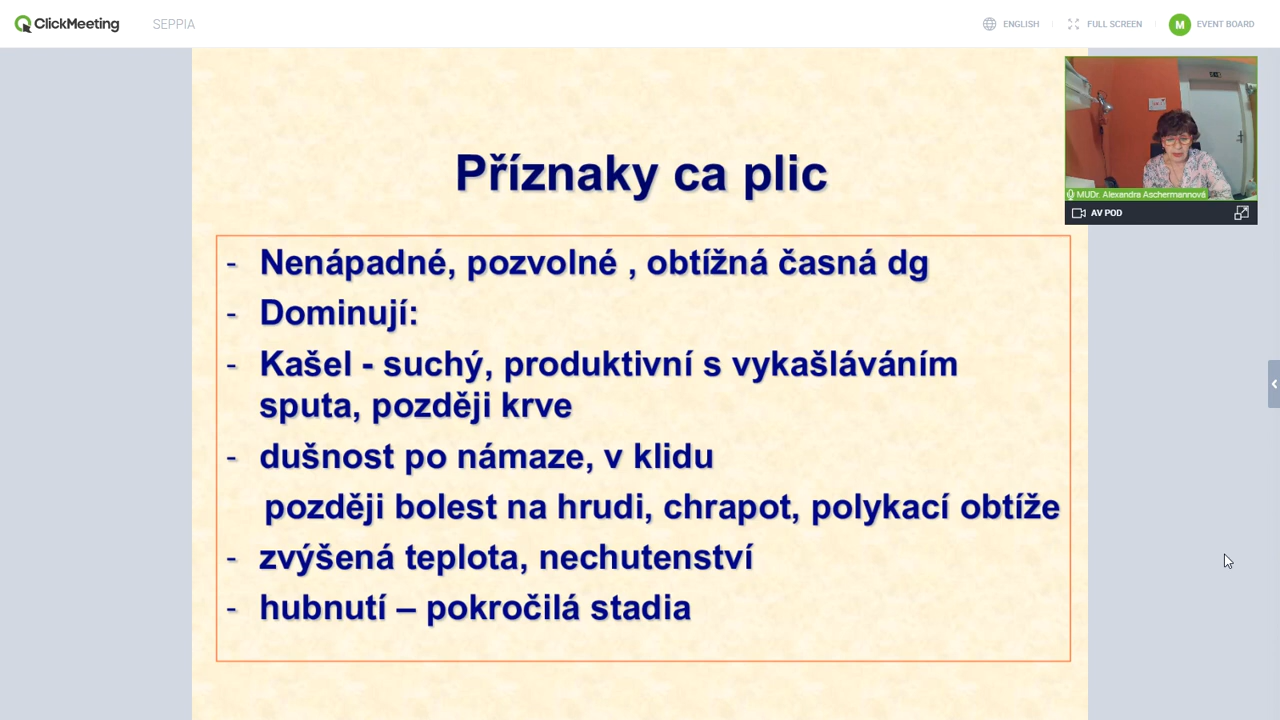 ClickMeeting
SEPPIA
ENGLISH
FULL SCREEN
M
EVENT BOARD
Příznaky ca plic
- Nenápadné, pozvolné , obtížná časná dg
- Dominují:
- Kašel - suchý, produktivní s vykašláváním
sputa, později krve
- dušnost po námaze, v klidu
později bolest na hrudi, chrapot, polykací obtíže
- zvýšená teplota, nechutenství
- hubnutí – pokročilá stadia
MUDr. Alexandra Aschermannová
AV POD